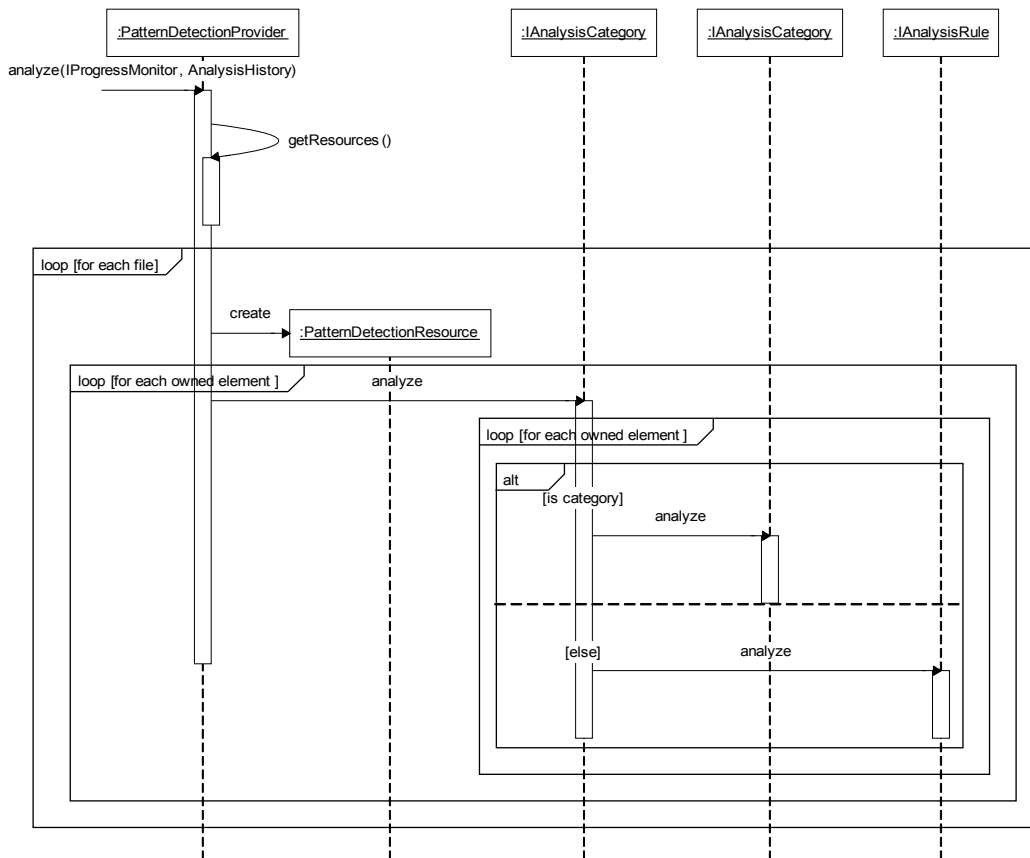 :PatternDetectionProvider
:IAnalysisCategory
:IAnalysisCategory
:IAnalysisRule
analyze(IProgressMonitor, AnalysisHistory)
getResources()
loop [for each file]
create
:PatternDetectionResource
loop [for each owned element ]
analyze
loop [for each owned element ]
alt
[is category]
analyze
[else]
analyze